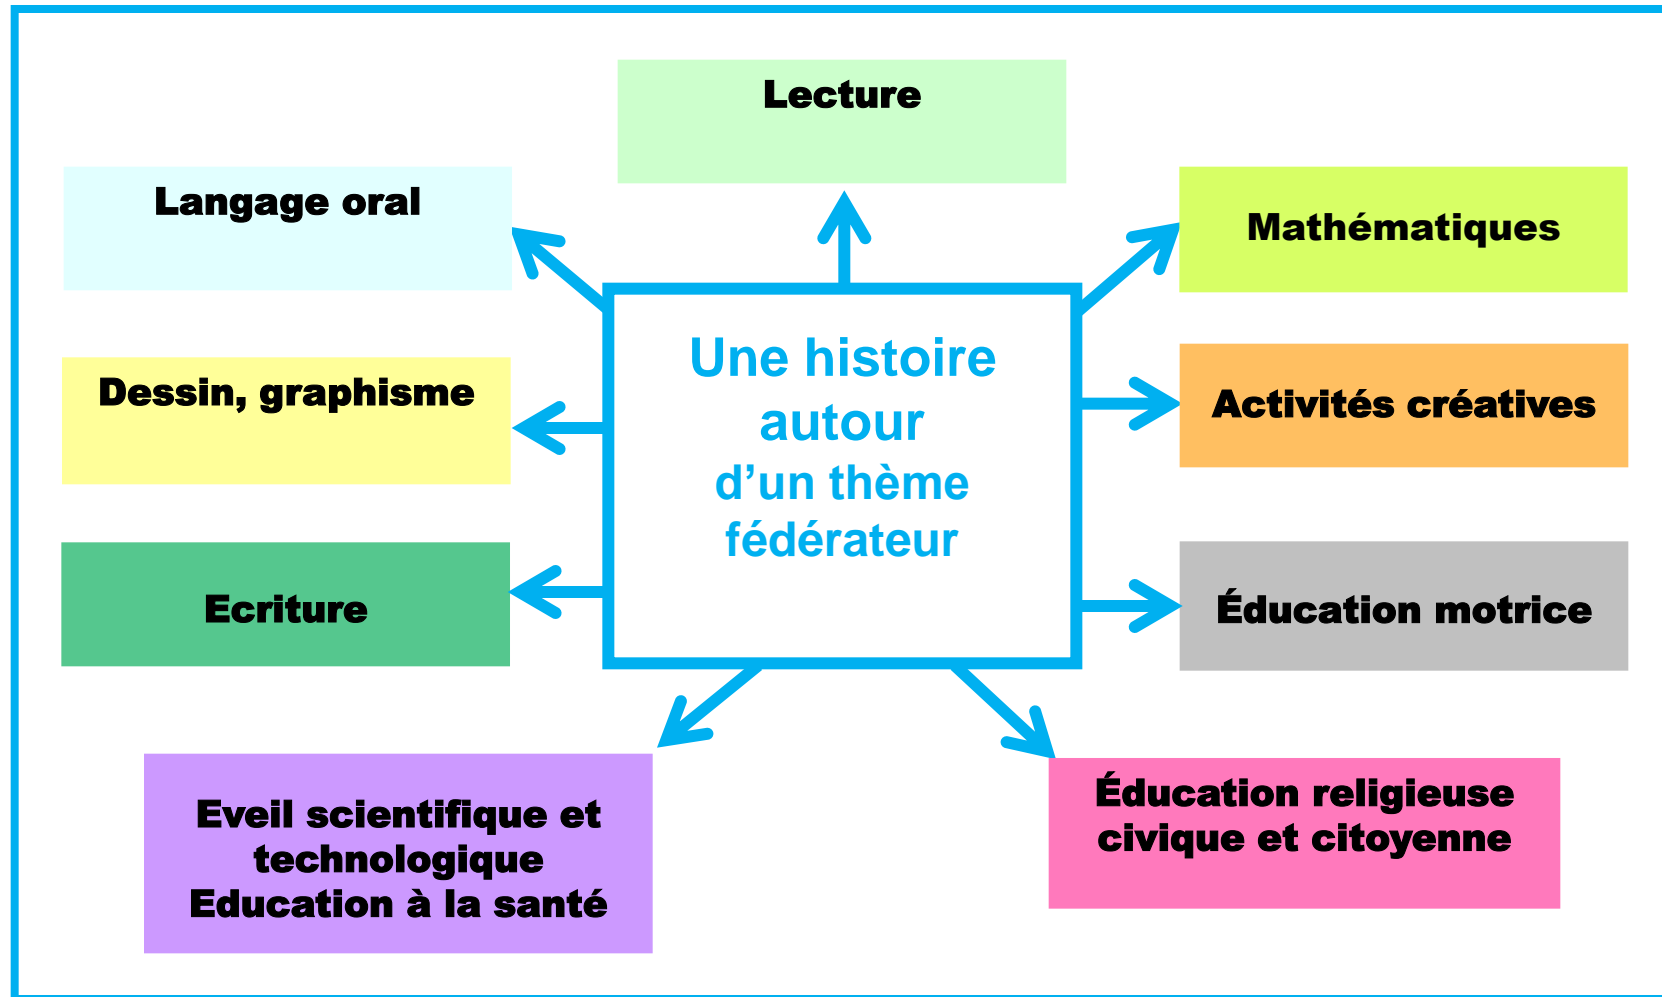 Lecture
Langage oral
Mathématiques
Dessin, graphisme
Une histoire
autour
d’un thème
fédérateur
Activités créatives
Ecriture
Éducation motrice
Eveil scientifique et
technologique
Education à la santé
Éducation religieuse
civique et citoyenne